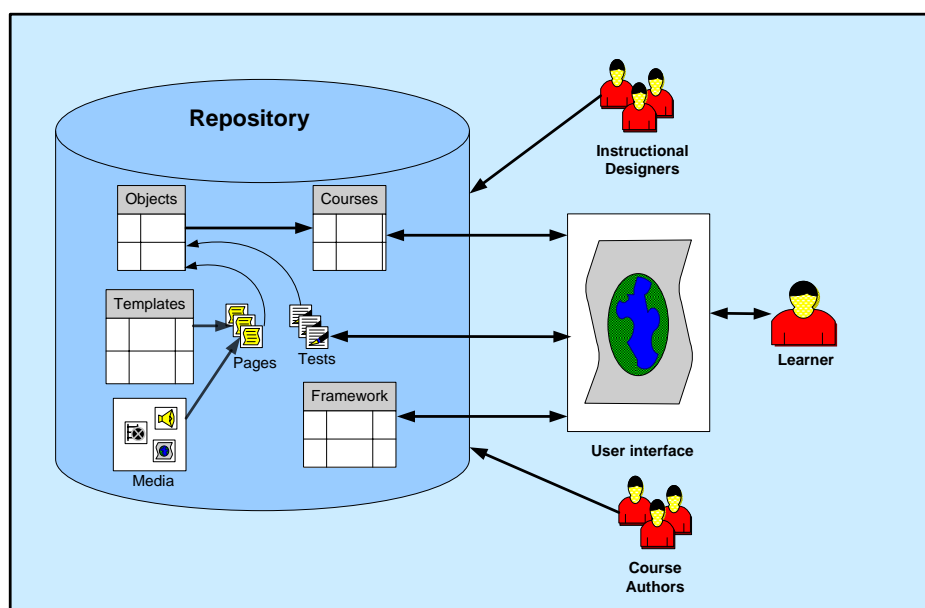 Repository
Instructional
Designers
Objects
Courses
Templates
Pages
Tests
Learner
Framework
User interface
Media
Course
Authors